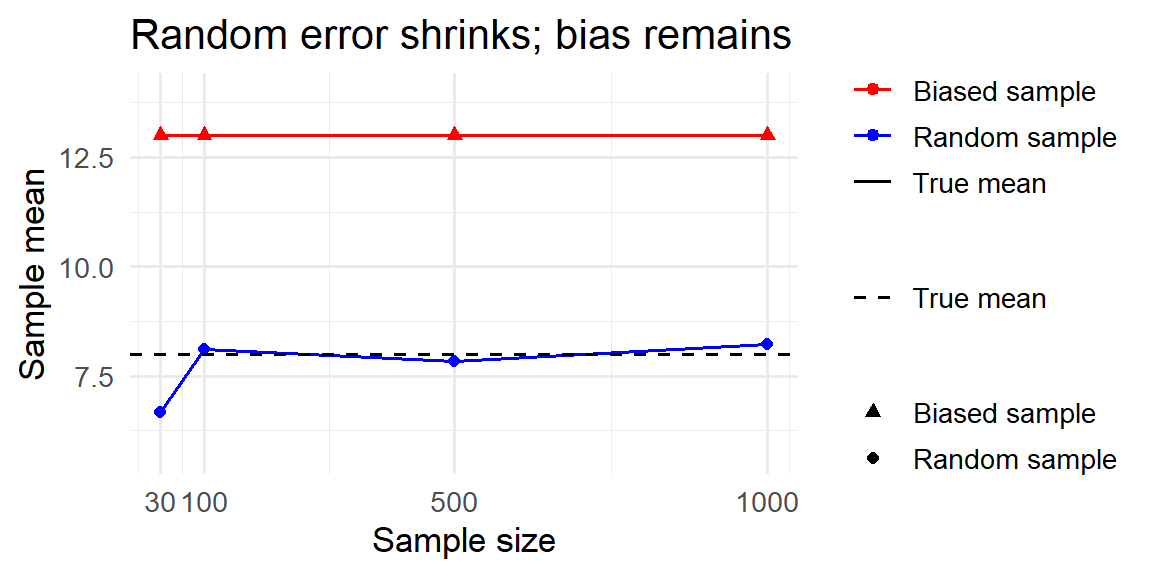 Random error shrinks; bias remains
Sample mean
12.5
10.0
7.5
30 100 500 1000
Sample size
Biased sample
Random sample
True mean
True mean
Biased sample
Random sample